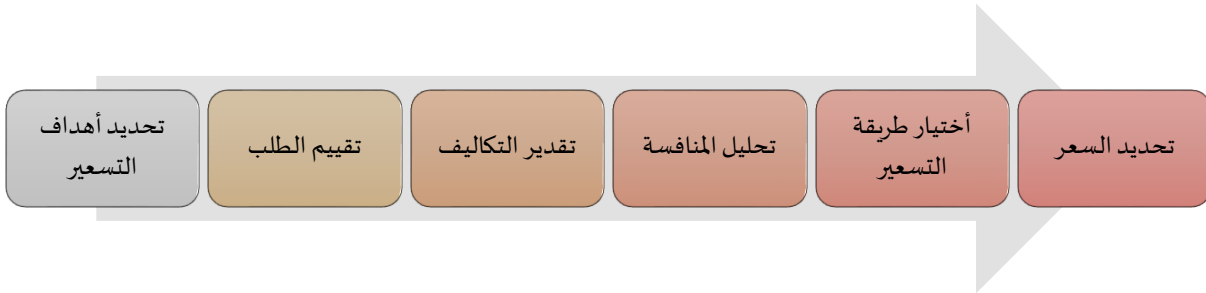 تحديد أهداف
التسعير
تقييم الطلب
تقدير التكاليف
تحليل المنافسة
أختيار طريقة
التسعير
تحديد السعر